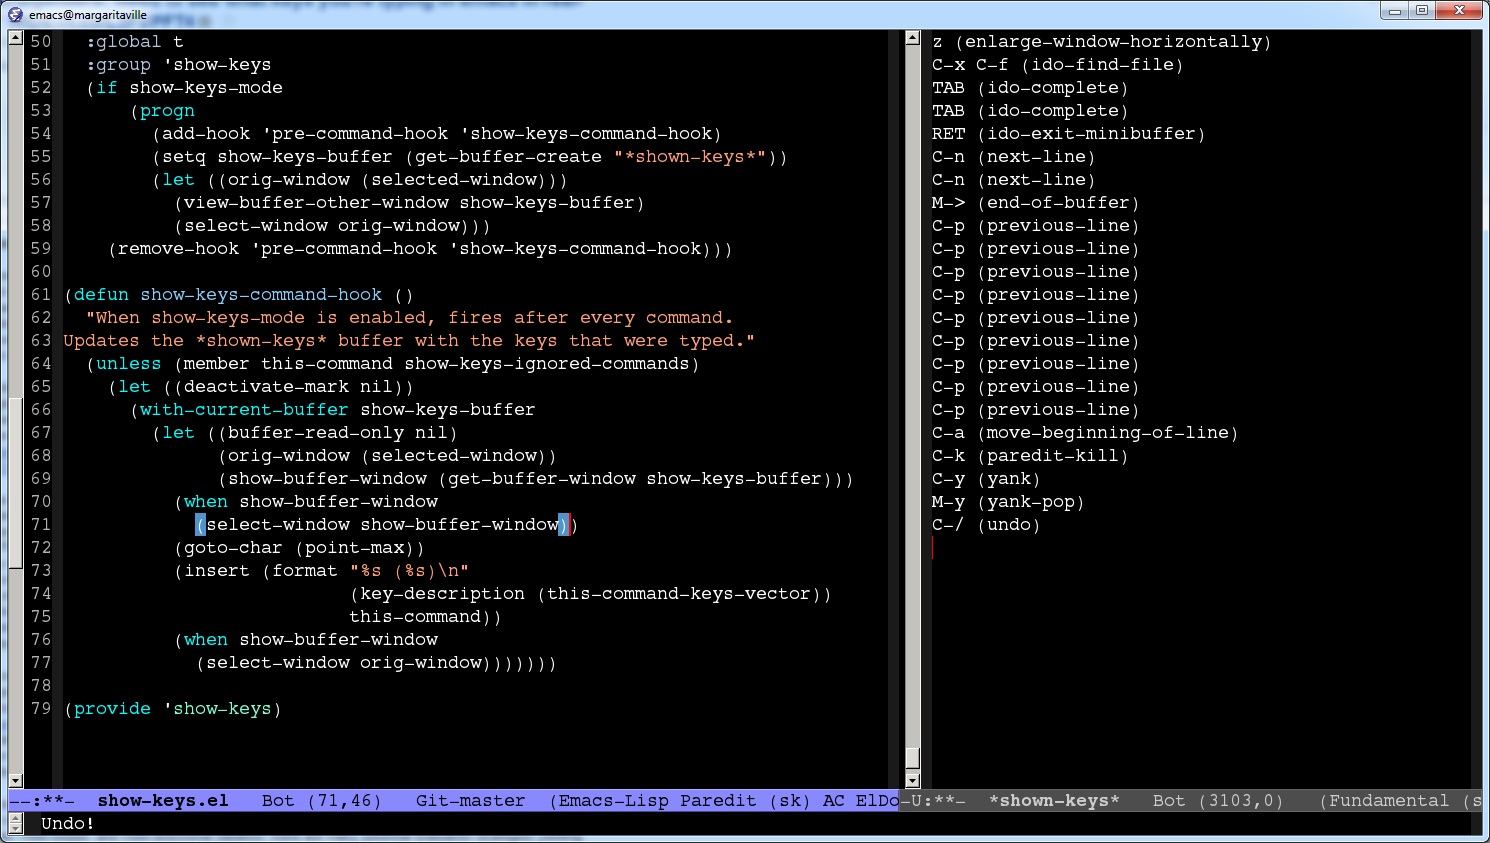 emacs@margaritaville
50   :global t
51   :group 'show-keys
52   (if show-keys-mode
53       (progn
54         (add-hook 'pre-command-hook 'show-keys-command-hook)
55         (setq show-keys-buffer (get-buffer-create "*shown-keys*"))
56         (let ((orig-window (selected-window)))
57           (view-buffer-other-window show-keys-buffer)
58           (select-window orig-window)))
59     (remove-hook 'pre-command-hook 'show-keys-command-hook)))
60
61 (defun show-keys-command-hook ()
62   "When show-keys-mode is enabled, fires after every command.
63 Updates the *shown-keys* buffer with the keys that were typed."
64   (unless (member this-command show-keys-ignored-commands)
65     (let ((deactivate-mark nil))
66       (with-current-buffer show-keys-buffer
67         (let ((buffer-read-only nil)
68               (orig-window (selected-window))
69               (show-buffer-window (get-buffer-window show-keys-buffer)))
70           (when show-buffer-window
71             (select-window show-buffer-window))
72           (goto-char (point-max))
73           (insert (format "%s (%s)\n"
74                           (key-description (this-command-keys-vector))
75                           this-command))
76           (when show-buffer-window
77             (select-window orig-window)))))))
78
79 (provide 'show-keys)
--:**-  show-keys.el   Bot (71,46)   Git-master  (Emacs-Lisp Paredit (sk) AC ElDo
z (enlarge-window-horizontally)
C-x C-f (ido-find-file)
TAB (ido-complete)
TAB (ido-complete)
RET (ido-exit-minibuffer)
C-n (next-line)
C-n (next-line)
M-> (end-of-buffer)
C-p (previous-line)
C-p (previous-line)
C-p (previous-line)
C-p (previous-line)
C-p (previous-line)
C-p (previous-line)
C-p (previous-line)
C-p (previous-line)
C-p (previous-line)
C-a (move-beginning-of-line)
C-k (paredit-kill)
C-y (yank)
M-y (yank-pop)
C-/ (undo)
-U:**-  *shown-keys*   Bot (3103,0)   (Fundamental (s
Undo!